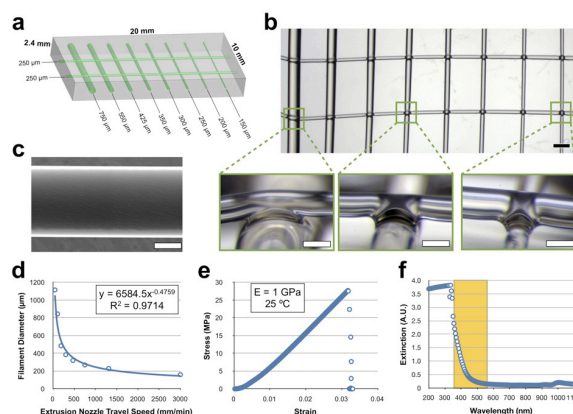 a
20 mm
2.4 mm
10 mm
250 µm
250 µm
750 µm
550 µm
425 µm
350 µm
300 µm
250 µm
200 µm
150 µm
b
c
d
Filament Diameter (µm)
1200
1000
800
600
400
200
0
y = 6584.5x-0.4759
R2 = 0.9714
0 500 1000 1500 2000 2500 3000
Extrusion Nozzle Travel Speed (mm/min)
e
Stress (MPa)
30
25
20
15
10
5
0
E = 1 GPa
25 ºC
0 0.01 0.02 0.03 0.04
Strain
f
Extinction (A.U.)
4.0
3.5
3.0
2.5
2.0
1.5
1.0
0.5
0.0
200 300 400 500 600 700 800 900 1000
Wavelength (nm)